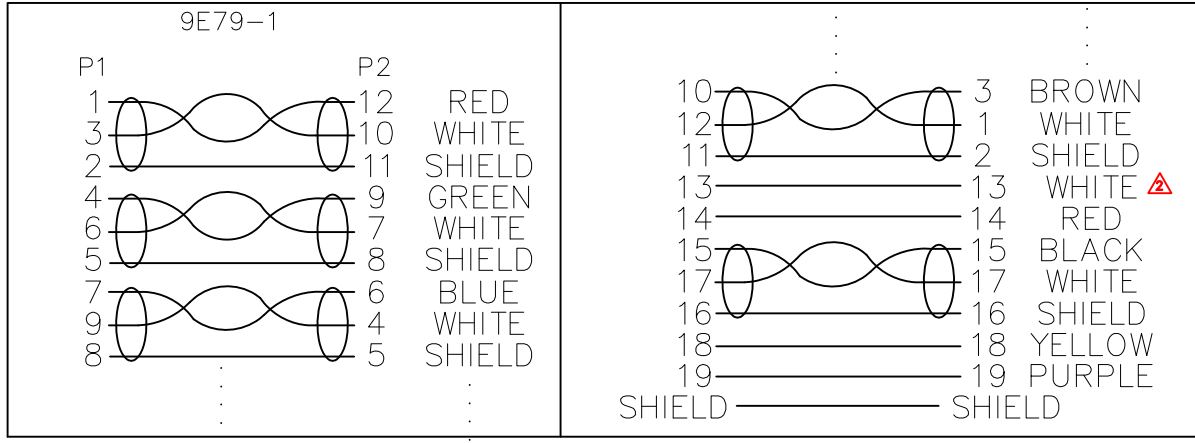 9E79-1
P1 P2
1 12 RED
3 10 WHITE
2 11 SHIELD
4 9 GREEN
6 7 WHITE
5 8 SHIELD
7 6 BLUE
9 4 WHITE
8 5 SHIELD
10 3 BROWN
12 1 WHITE
11 2 SHIELD
13 13 WHITE 2
14 14 RED
15 15 BLACK
17 17 WHITE
16 16 SHIELD
18 18 YELLOW
19 19 PURPLE
SHIELD SHIELD